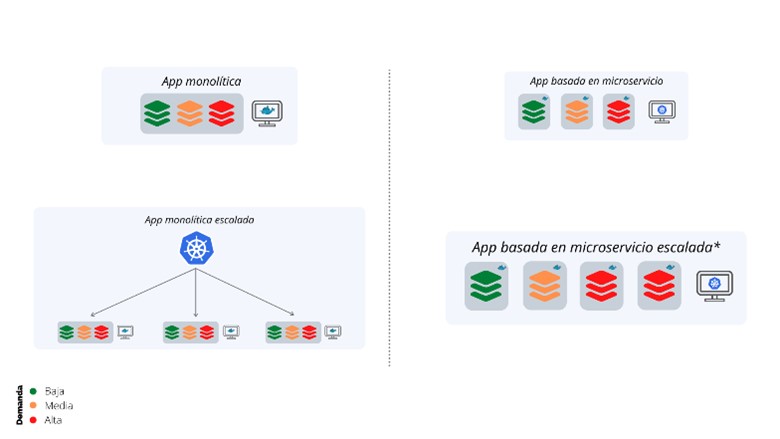 App monolítica
App basada en microservicio
App monolítica escalada
App basada en microservicio escalada*
Demanda
Baja
Media
Alta